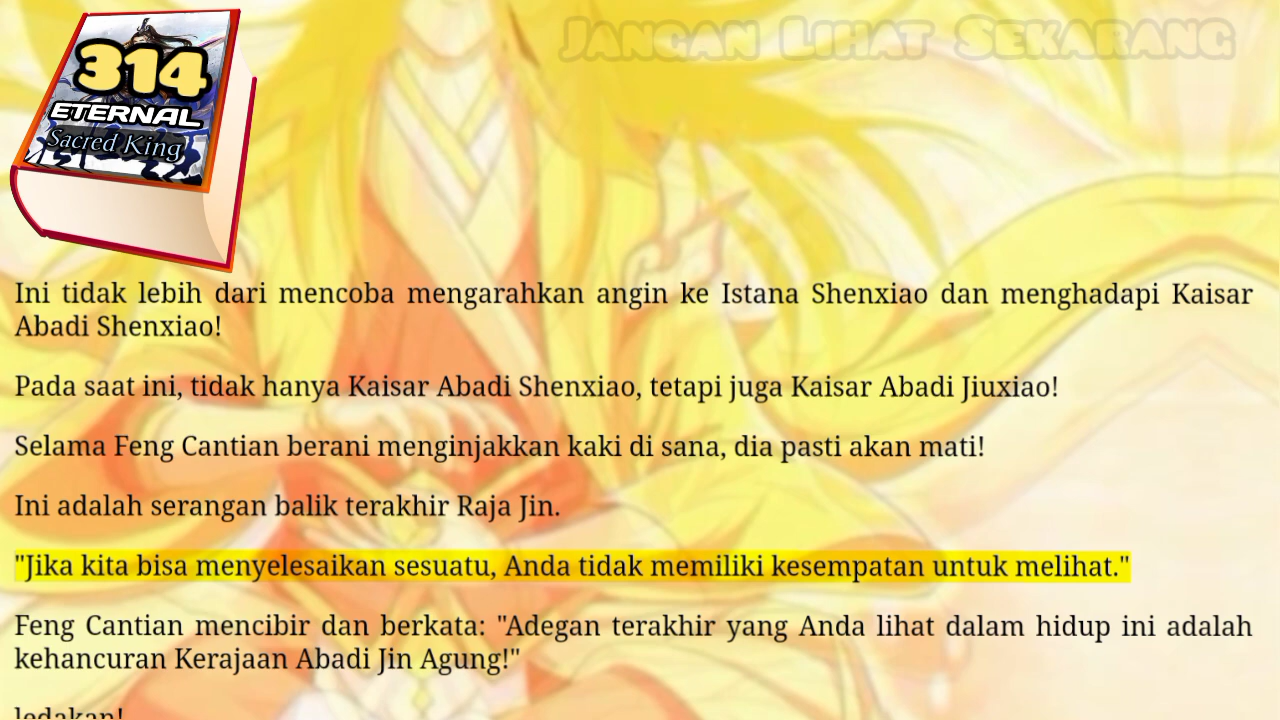 Jangan Lihat Sekarang
314
ETERNAL
Sacred King
Ini tidak lebih dari mencoba mengarahkan angin ke Istana Shenxiao dan menghadapi Kaisar
Abadi Shenxiao!
Pada saat ini, tidak hanya Kaisar Abadi Shenxiao, tetapi juga Kaisar Abadi Jiuxiao!
Selama Feng Cantian berani menginjakkan kaki di sana, dia pasti akan mati!
Ini adalah serangan balik terakhir Raja Jin.
"Jika kita bisa menyelesaikan sesuatu, Anda tidak memiliki kesempatan untuk melihat."
Feng Cantian mencibir dan berkata: "Adegan terakhir yang Anda lihat dalam hidup ini adalah
kehancuran Kerajaan Abadi Jin Agung!"
ledakan!